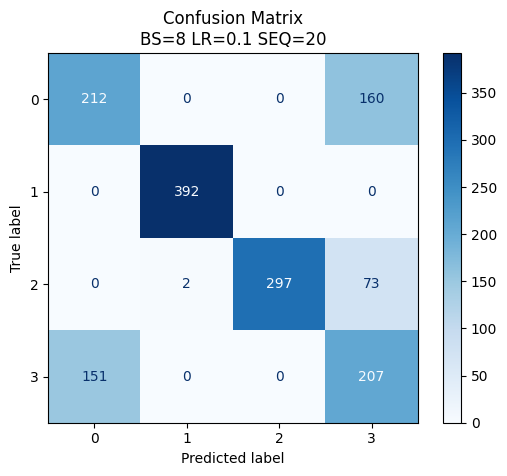 Confusion Matrix
BS=8 LR=0.1 SEQ=20
True label
0 212 0 0 160
1 0 392 0 0
2 0 2 297 73
3 151 0 0 207
0 1 2 3
Predicted label
350
300
250
200
150
100
50
0